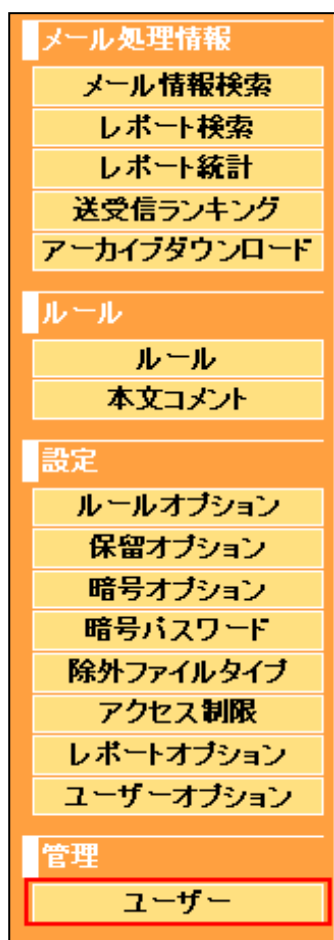 メール処理情報
メール情報検索
レポート検索
レポート統計
送受信ランキング
アーカイブダウンロード
ルール
ルール
本文コメント
設定
ルールオプション
保留オプション
暗号オプション
暗号パスワード
除外ファイルタイプ
アクセス制限
レポートオプション
ユーザーオプション
管理
ユーザー